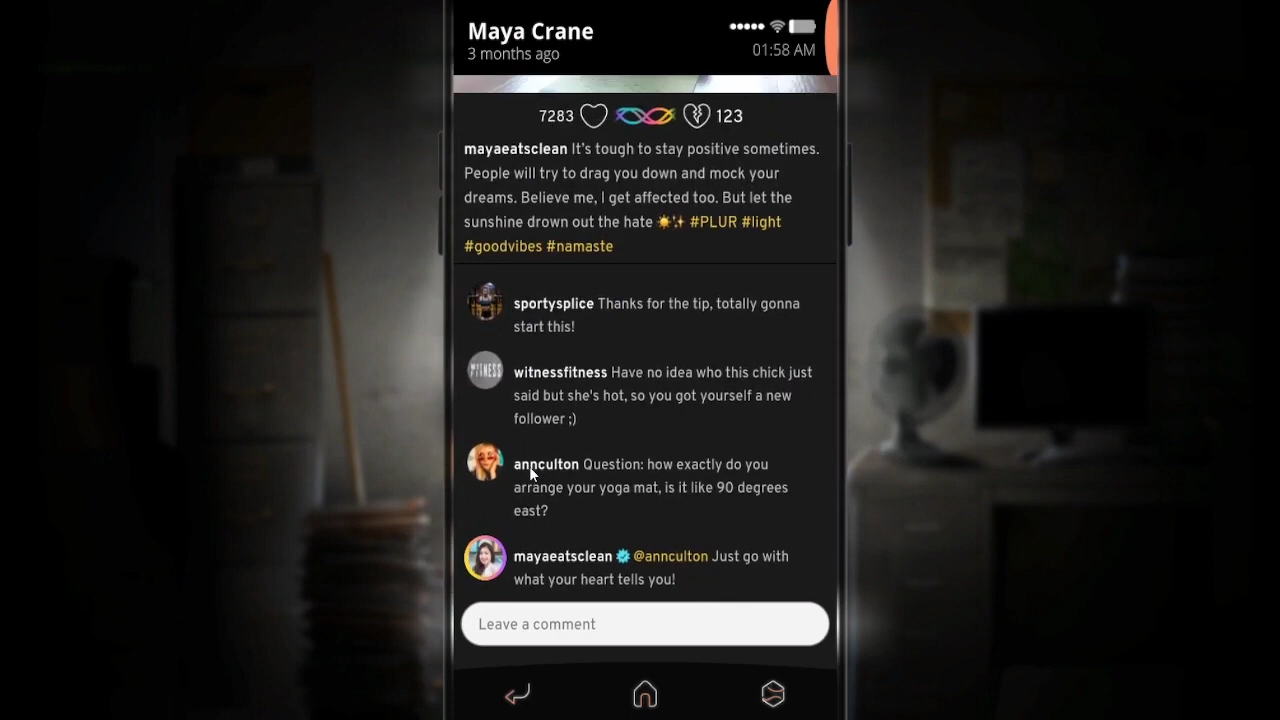 Maya Crane
3 months ago
01:58 AM
7283
123
mayaeatsclean It's tough to stay positive sometimes.
People will try to drag you down and mock your
dreams. Believe me, I get affected too. But let the
sunshine drown out the hate ☀️✨ #PLUR #light
#goodvibes #namaste
sportysplice Thanks for the tip, totally gonna
start this!
witnessfitness Have no idea who this chick just
said but she's hot, so you got yourself a new
follower ;)
annculton Question: how exactly do you
arrange your yoga mat, is it like 90 degrees
east?
mayaeatsclean @annculton Just go with
what your heart tells you!
Leave a comment